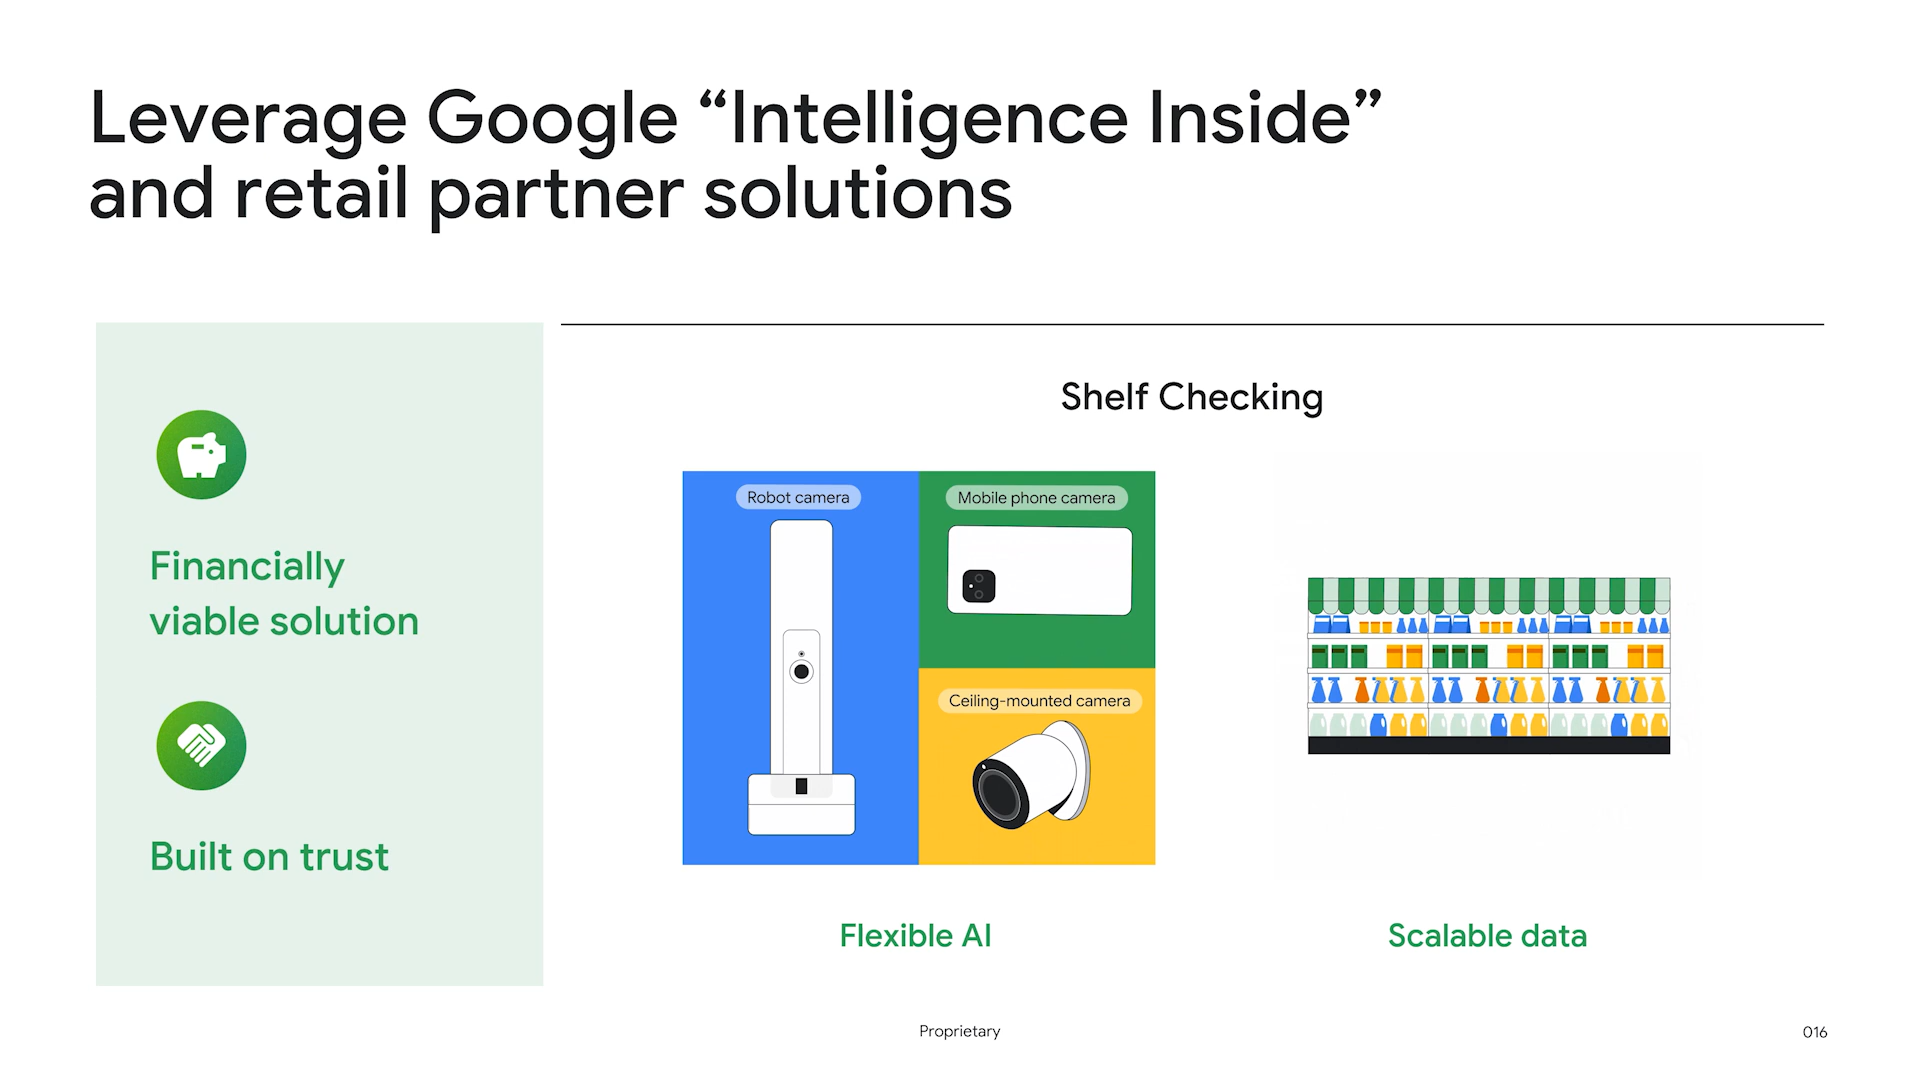 Leverage Google “Intelligence Inside”
and retail partner solutions
Financially
viable solution
Built on trust
Shelf Checking
Robot camera
Mobile phone camera
Ceiling-mounted camera
Flexible AI
Scalable data
Proprietary
016